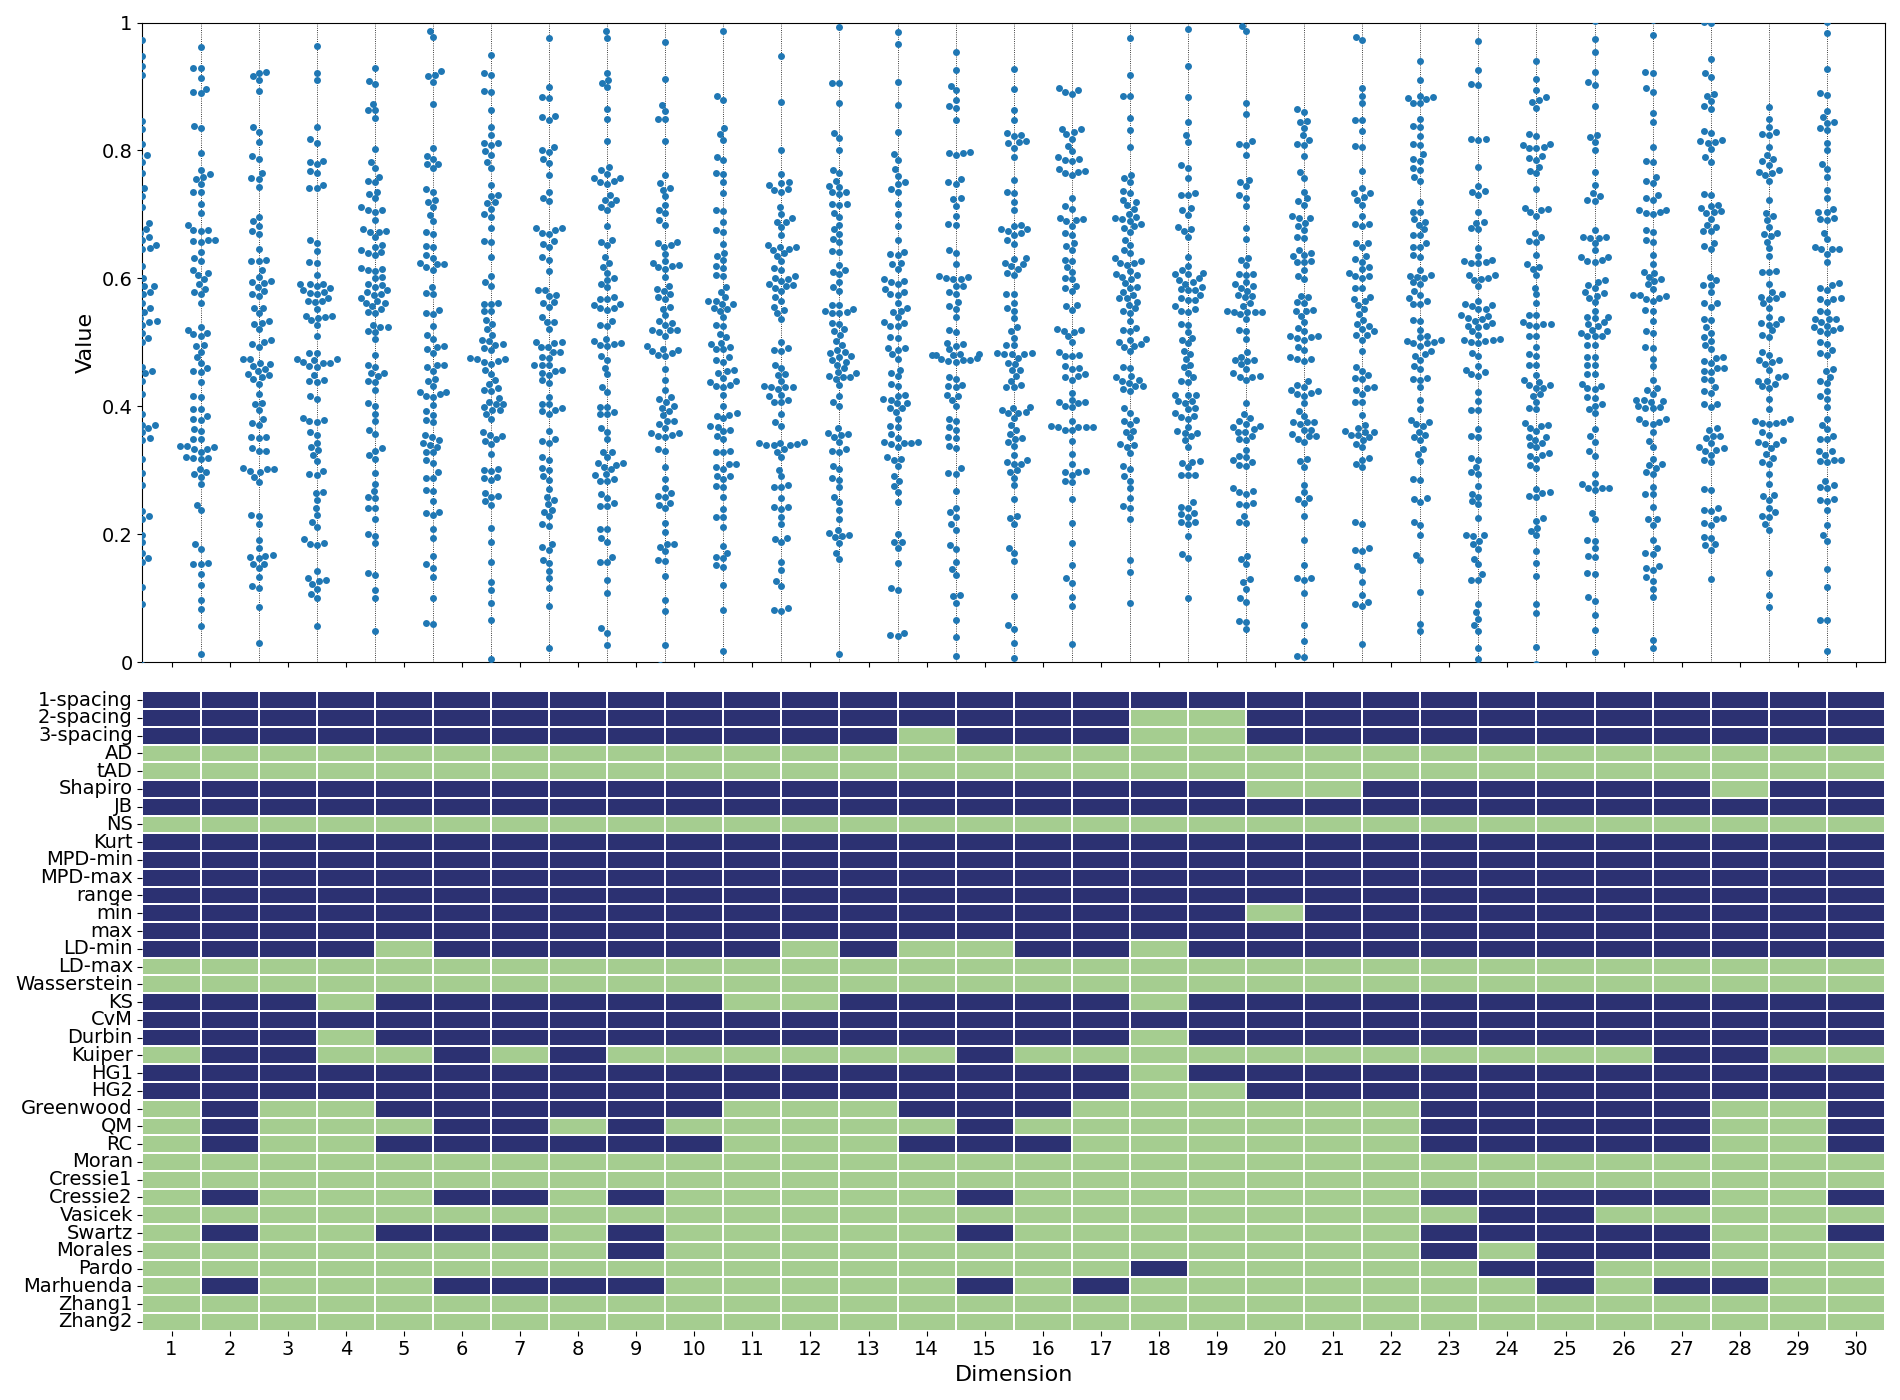 1
0.8
0.6
0.4
0.2
0
Value
1-spacing
2-spacing
3-spacing
AD
tAD
Shapiro
JB
NS
Kurt
MPD-min
MPD-max
range
min
max
LD-min
LD-max
Wasserstein
KS
CvM
Durbin
Kuiper
HG1
HG2
Greenwood
QM
RC
Moran
Cressie1
Cressie2
Vasicek
Swartz
Morales
Pardo
Marhuenda
Zhang1
Zhang2
1 2 3 4 5 6 7 8 9 10 11 12 13 14 15 16 17 18 19 20 21 22 23 24 25 26 27 28 29 30
Dimension